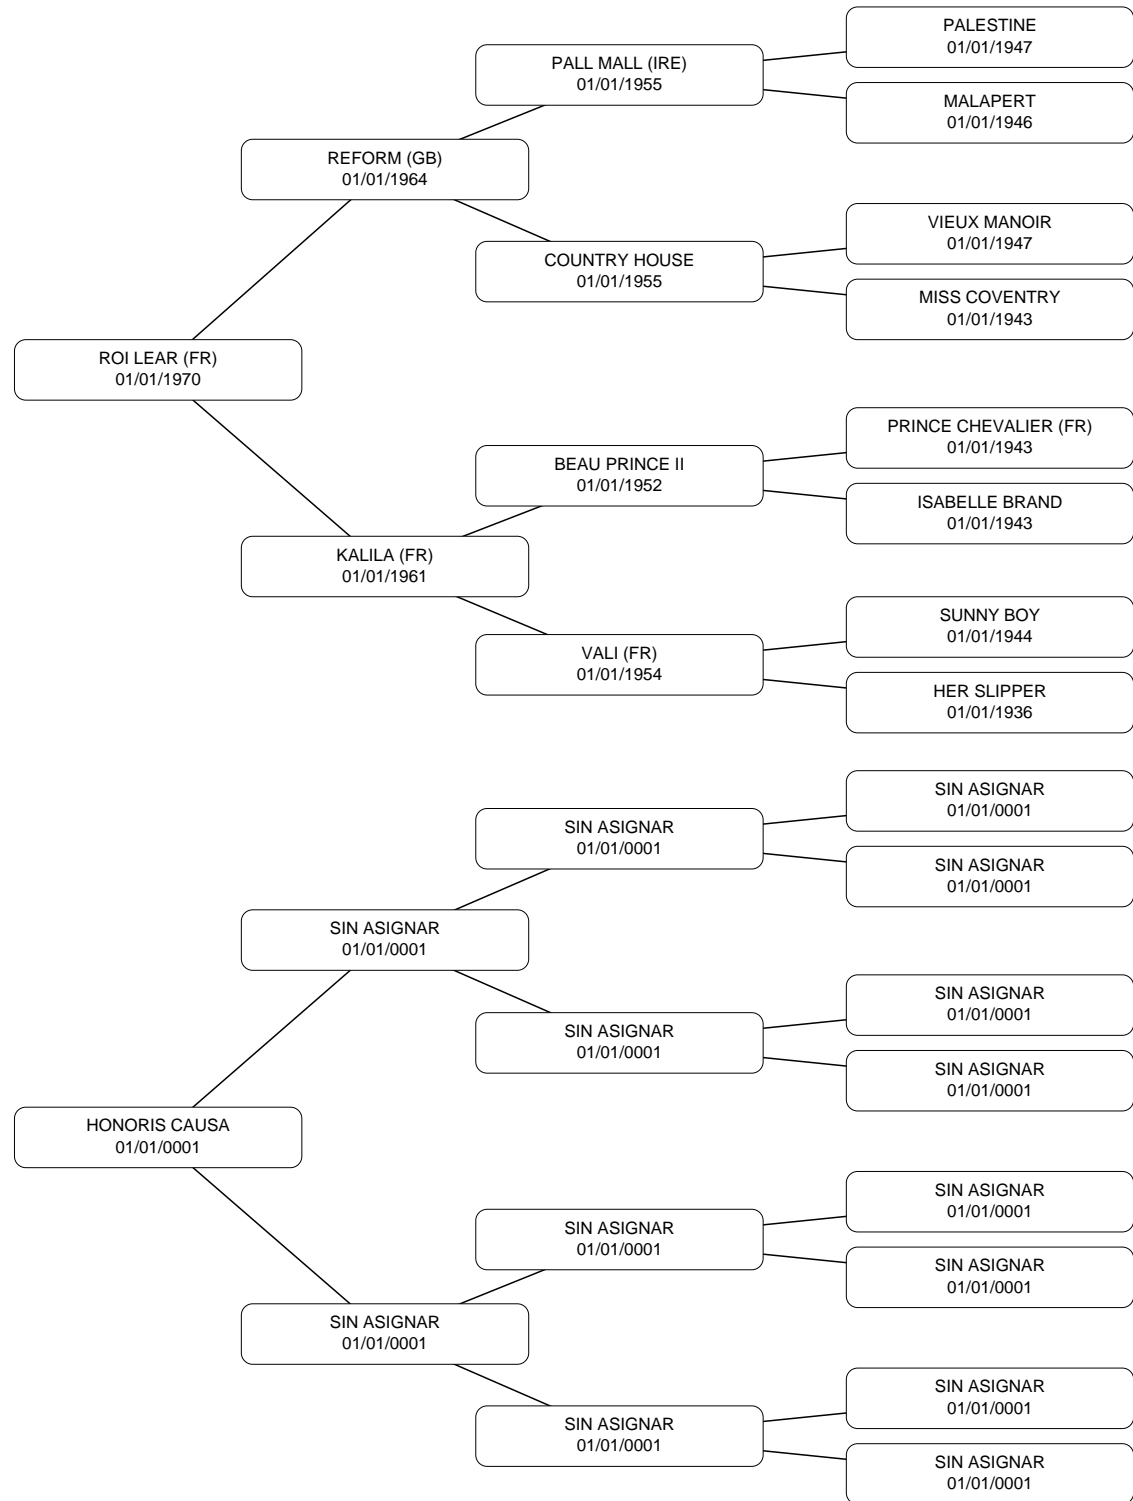 PALESTINE
01/01/1947
PALL MALL (IRE)
01/01/1955
MALAPERT
01/01/1946
REFORM (GB)
01/01/1964
VIEUX MANOIR
01/01/1947
COUNTRY HOUSE
01/01/1955
MISS COVENTRY
01/01/1943
ROI LEAR (FR)
01/01/1970
PRINCE CHEVALIER (FR)
01/01/1943
BEAU PRINCE II
01/01/1952
ISABELLE BRAND
01/01/1943
KALILA (FR)
01/01/1961
SUNNY BOY
01/01/1944
VALI (FR)
01/01/1954
HER SLIPPER
01/01/1936
SIN ASIGNAR
01/01/0001
SIN ASIGNAR
01/01/0001
SIN ASIGNAR
01/01/0001
SIN ASIGNAR
01/01/0001
SIN ASIGNAR
01/01/0001
SIN ASIGNAR
01/01/0001
SIN ASIGNAR
01/01/0001
HONORIS CAUSA
01/01/0001
SIN ASIGNAR
01/01/0001
SIN ASIGNAR
01/01/0001
SIN ASIGNAR
01/01/0001
SIN ASIGNAR
01/01/0001
SIN ASIGNAR
01/01/0001
SIN ASIGNAR
01/01/0001
SIN ASIGNAR
01/01/0001